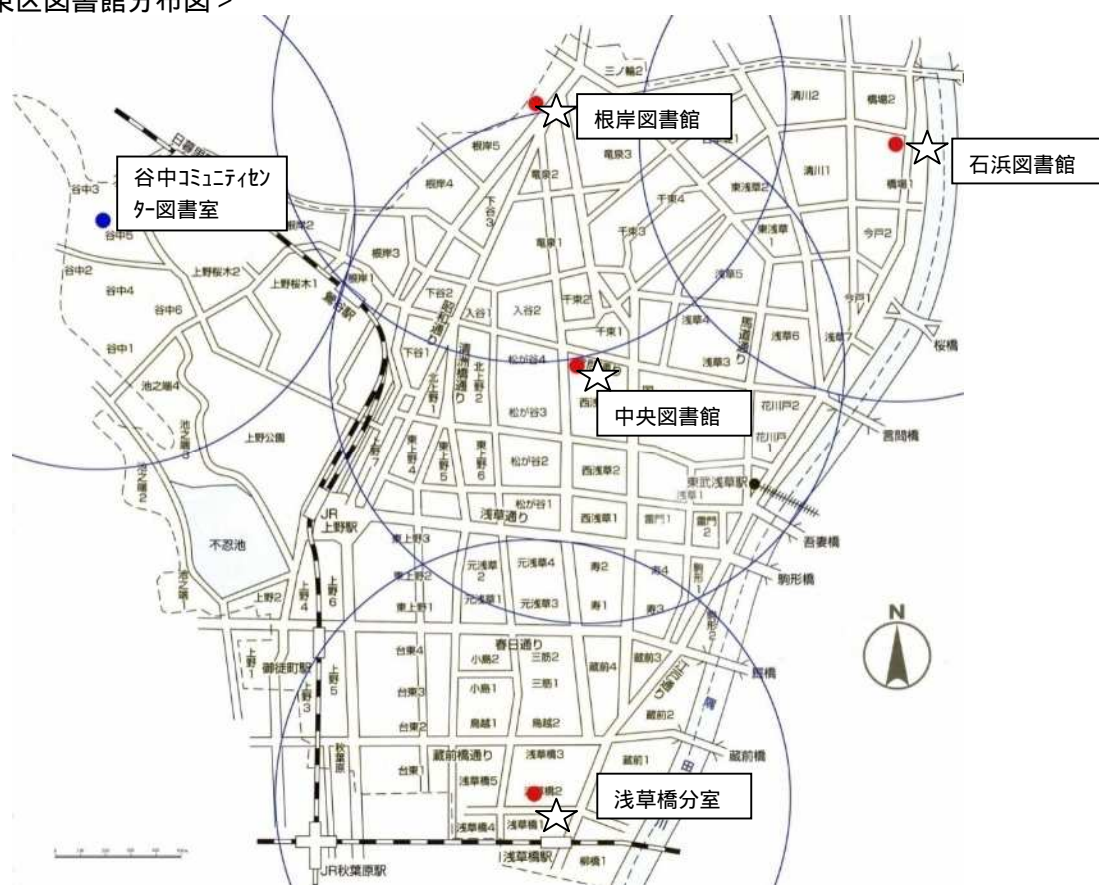 東区図書館分布図>
三ノ輪2
清川2
橋場2
根岸図書館
石浜図書館
谷中コミュニティセン
ター図書室
中央図書館
浅草橋分室
根岸5
竜泉3
竜泉2
清川1
橋場1
谷中3
根岸4
下谷3
千束4
東浅草2
谷中5
根岸2
千束3
東浅草
1
今戸2
竜泉1
根岸3
谷中2
上野桜木2
上野桜木1
根岸1
浅草5
谷中4
鶯谷駅
下谷2
千束2
今戸1
谷中6
昭和通り
入谷1
入谷2
浅草4
馬道通り
浅草6
浅草7
千束1
桜橋
谷中1
下谷1
清洲橋通り
北上野2
松が谷4
浅草3
池之端4
北上野1
花川戸2
松が谷3
上野公園
池之端3
花川戸
1
言問橋
上野7
東上野4
東上野5
東上野6
松が谷2
西浅草2
東武浅草駅
浅草1
池之端2
松が谷1
JR
上野駅
浅草通り
西浅草1
雷門1
雷門
2
吾妻橋
不忍池
東上野3
元浅草
2
元浅草4
寿2
寿4
駒形1
駒形橋
池之端1
東上野2
上野2
上野4
上野6
東上野1
元浅草1
元浅草3
寿1
寿3
駒形2
N
春日通り
上野1
御徒町駅
上野5
台東4
小島2
三筋2
蔵前4
蔵前3
江戸通り
厩橋
上野3
台東3
小島1
三筋1
台東2
鳥越1
鳥越2
蔵前2
隅
田
川
秋葉原
蔵前橋通り
浅草橋3
蔵前1
蔵前橋
台東1
浅草橋5
浅草橋4
浅草橋1
浅草橋駅
柳橋1
JR秋葉原駅